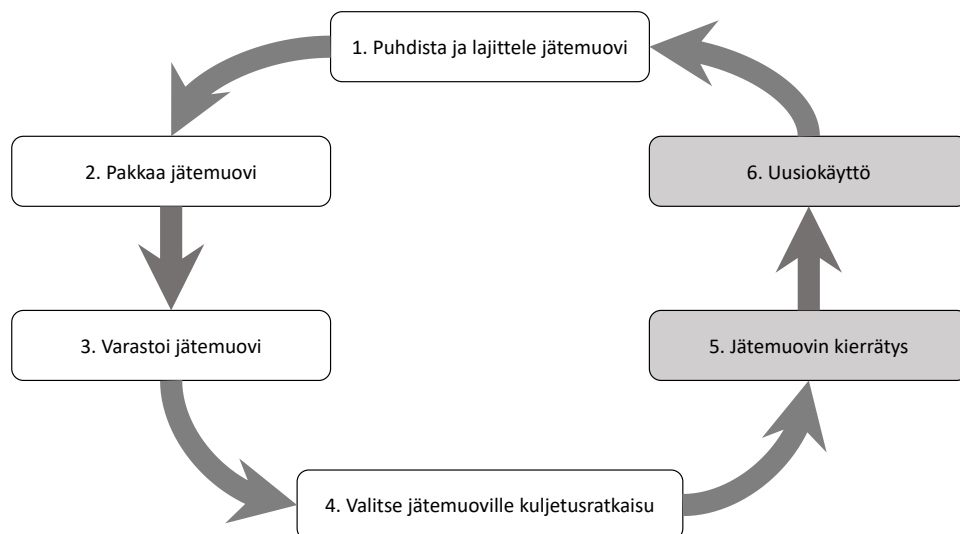 1. Puhdista ja lajittele jätemuovi
2. Pakkaa jätemuovi
3. Varastoi jätemuovi
4. Valitse jätemuoville kuljetusratkaisu
5. Jätemuovin kierrätys
6. Uusiokäyttö